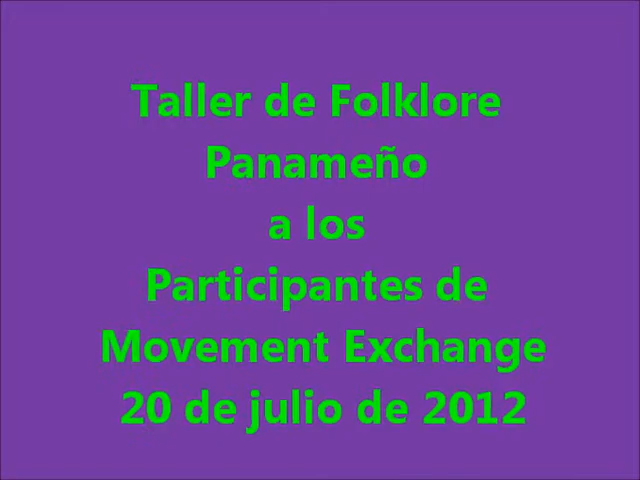 Taller de Folklore
Panameño
a los
Participantes de
Movement Exchange
20 de julio de 2012